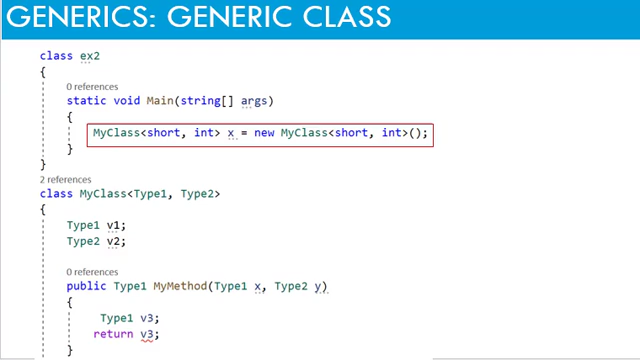 GENERICS: GENERIC CLASS
class ex2
{
0 references
static void Main(string[] args)
{
MyClass<short, int> x = new MyClass<short, int>();
}
}
2 references
class MyClass<Type1, Type2>
{
Type1 v1;
Type2 v2;
0 references
public Type1 MyMethod(Type1 x, Type2 y)
{
Type1 v3;
return v3;
}